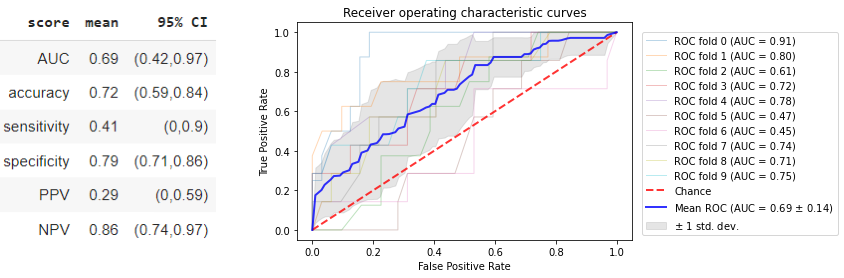 score mean 95% CI
AUC 0.69 (0.42,0.97)
accuracy 0.72 (0.59,0.84)
sensitivity 0.41 (0,0.9)
specificity 0.79 (0.71,0.86)
PPV 0.29 (0,0.59)
NPV 0.86 (0.74,0.97)
Receiver operating characteristic curves
True Positive Rate
1.0
0.8
0.6
0.4
0.2
0.0
0.0 0.2 0.4 0.6 0.8 1.0
False Positive Rate
ROC fold 0 (AUC = 0.91)
ROC fold 1 (AUC = 0.80)
ROC fold 2 (AUC = 0.61)
ROC fold 3 (AUC = 0.72)
ROC fold 4 (AUC = 0.78)
ROC fold 5 (AUC = 0.47)
ROC fold 6 (AUC = 0.45)
ROC fold 7 (AUC = 0.74)
ROC fold 8 (AUC = 0.71)
ROC fold 9 (AUC = 0.75)
Chance
Mean ROC (AUC = 0.69 ± 0.14)
± 1 std. dev.